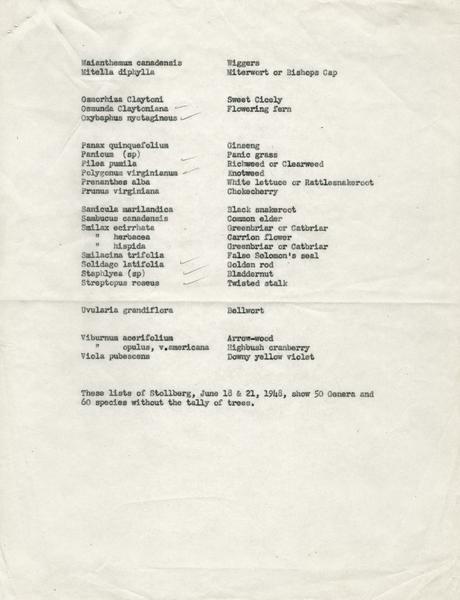 Maianthemum canadensis Wiggers
Mitella diphylla Miterwort or Bishops Cap
Osmorhiza Claytoni Sweet Cicely
Osmunda Claytoniana Flowering fern
Oxybaphus nyctagineus
Panax quinquefolium Ginseng
Panicum (sp) Panic grass
Pilea pumila Richweed or Clearweed
Polygonum virginianum Knotweed
Prenanthes alba White lettuce or Rattlesnakeroot
Prunus virginiana Chokecherry
Sanicula marilandica Black snakeroot
Sambucus canadensis Common elder
Smilax ecirrhata Greenbriar or Catbriar
" herbacea Carrion flower
" hispida Greenbriar or Catbriar
Smilacina trifolia False Solomon's seal
Solidago latifolia Golden rod
Staphlyea (sp) Bladdernut
Streptopus roseus Twisted stalk
Uvularia grandiflora Bellwort
Viburnum acerifolium Arrow-wood
" opulus, v.americana Highbush cranberry
Viola pubescens Downy yellow violet
These lists of Stollberg, June 18 & 21, 1948, show 50 Genera and
60 species without the tally of trees.